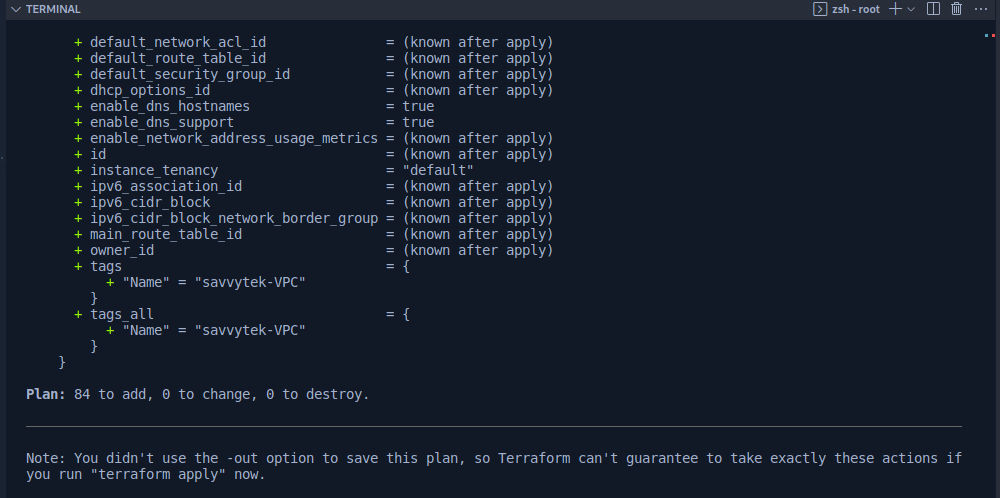 TERMINAL
zsh - root
+ default_network_acl_id = (known after apply)
+ default_route_table_id = (known after apply)
+ default_security_group_id = (known after apply)
+ dhcp_options_id = (known after apply)
+ enable_dns_hostnames = true
+ enable_dns_support = true
+ enable_network_address_usage_metrics = (known after apply)
+ id = (known after apply)
+ instance_tenancy = "default"
+ ipv6_association_id = (known after apply)
+ ipv6_cidr_block = (known after apply)
+ ipv6_cidr_block_network_border_group = (known after apply)
+ main_route_table_id = (known after apply)
+ owner_id = (known after apply)
+ tags = {
+ "Name" = "savvytek-VPC"
}
+ tags_all = {
+ "Name" = "savvytek-VPC"
}
}
Plan: 84 to add, 0 to change, 0 to destroy.
Note: You didn't use the -out option to save this plan, so Terraform can't guarantee to take exactly these actions if
you run "terraform apply" now.